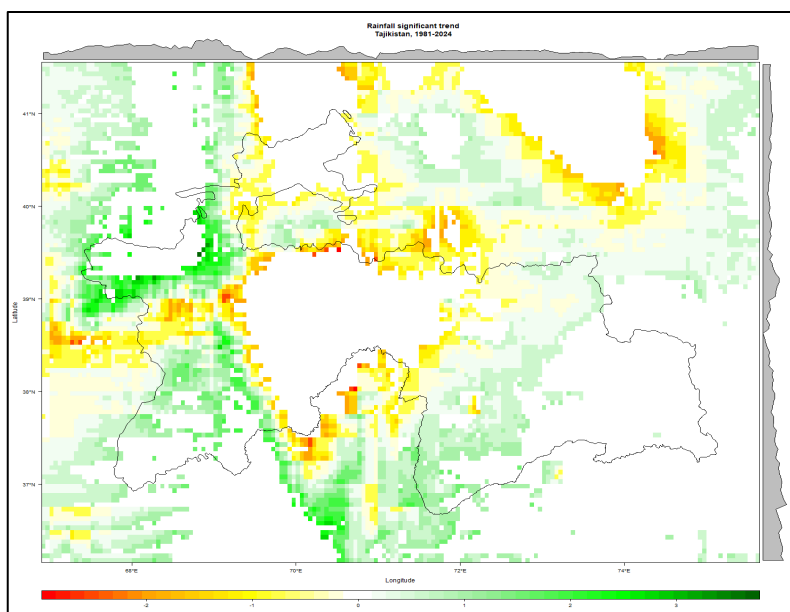 Rainfall significant trend
Tajikistan, 1981-2024
41°N
40°N
39°N
38°N
37°N
Latitude
68°E
70°E
72°E
74°E
Longitude
-2
-1
0
1
2
3